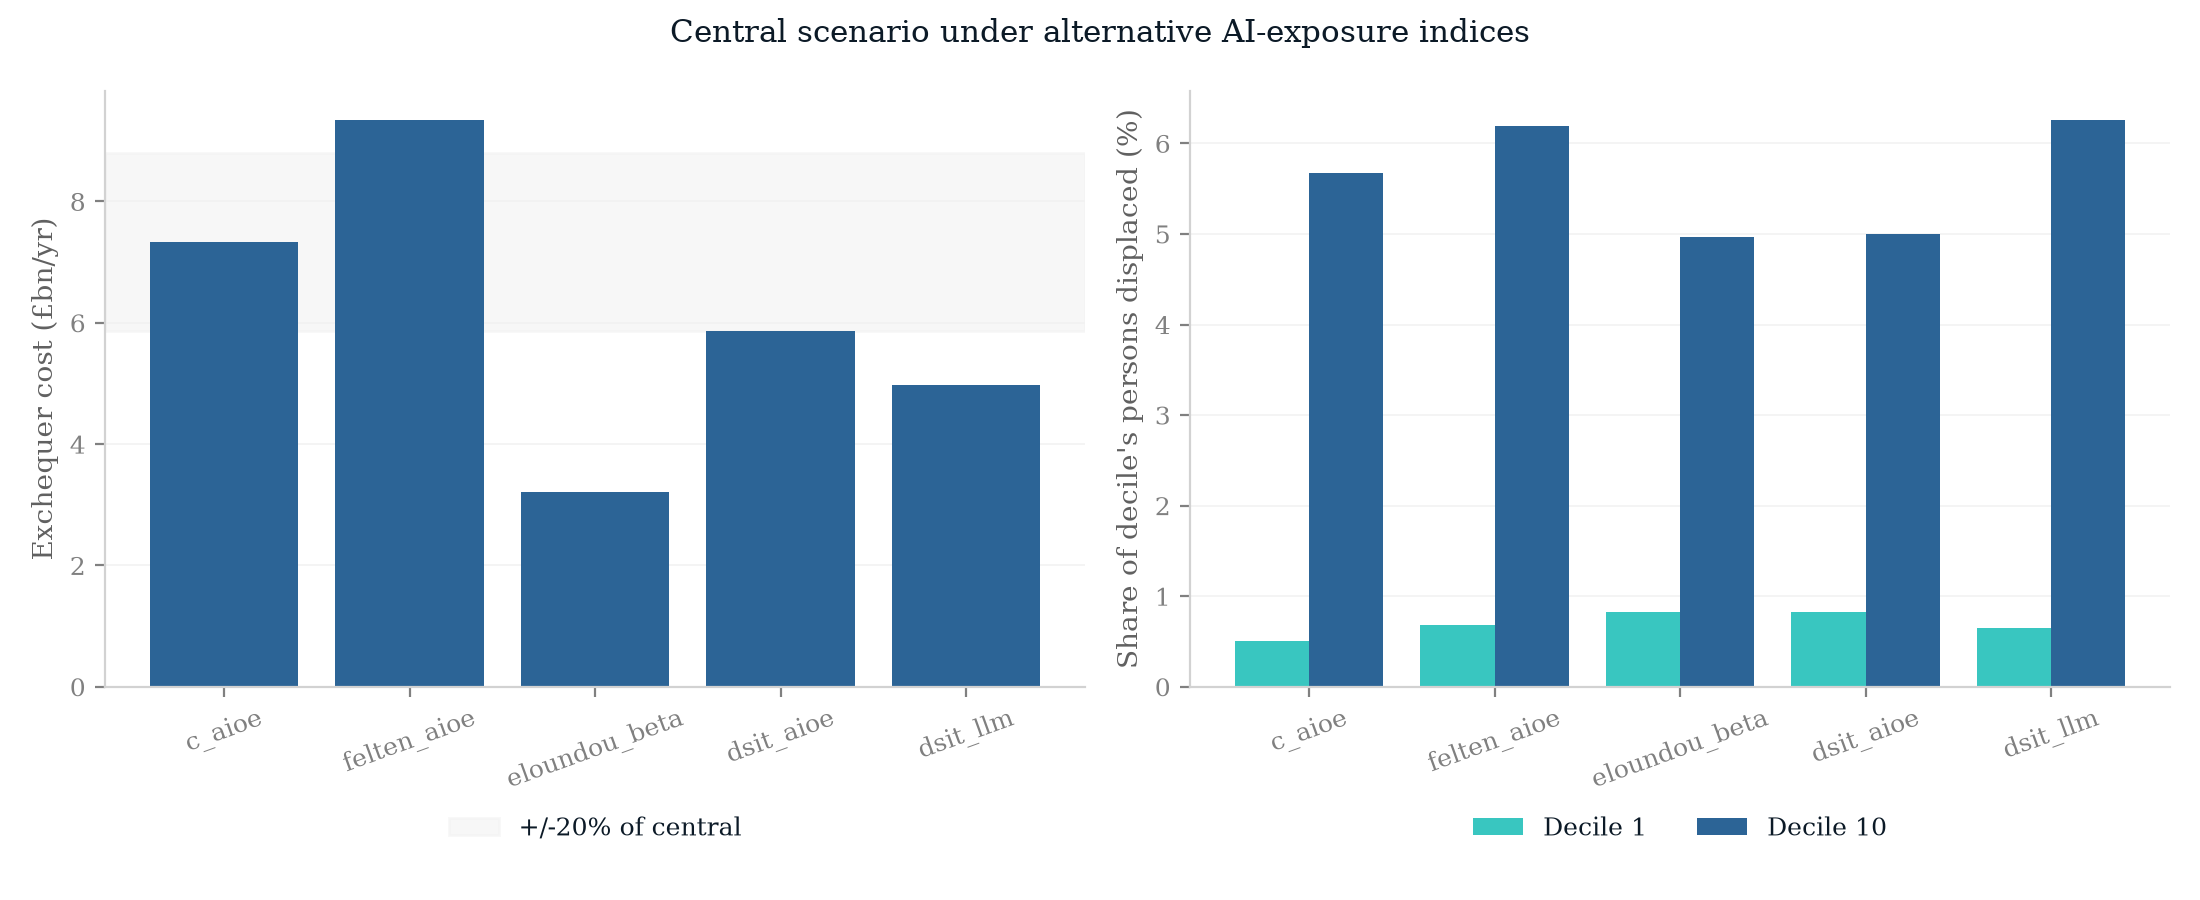 Central scenario under alternative AI-exposure indices
Exchequer cost (£bn/yr)
8
6
4
2
0
c_aioe
felten_aioe
eloundou_beta
dsit_aioe
dsit_llm
+/-20% of central
Share of decile's persons displaced (%)
6
5
4
3
2
1
0
c_aioe
felten_aioe
eloundou_beta
dsit_aioe
dsit_llm
Decile 1
Decile 10